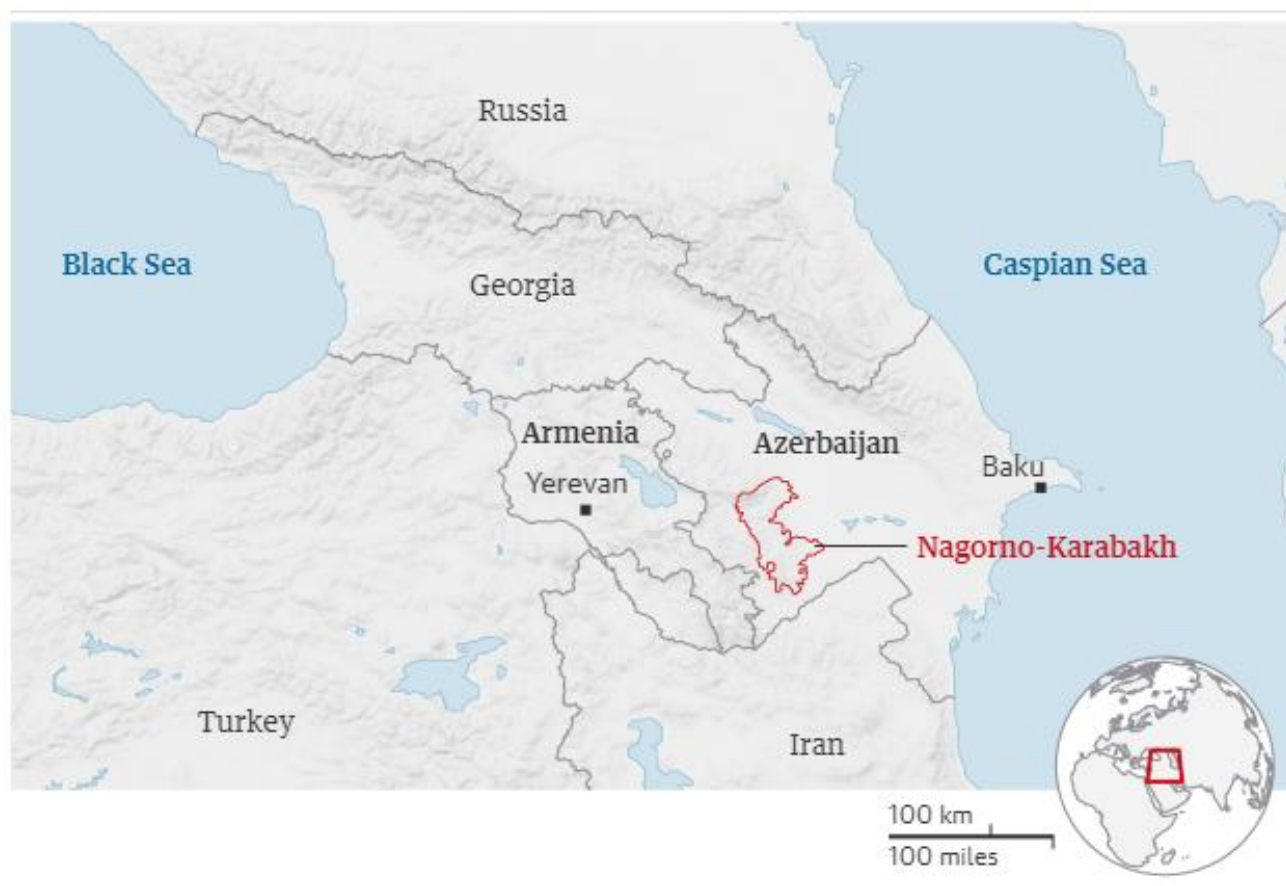 Russia
Black Sea
Caspian Sea
Georgia
Armenia
Azerbaijan
Yerevan
Baku
Nagorno-Karabakh
Turkey
Iran
100 km
100 miles